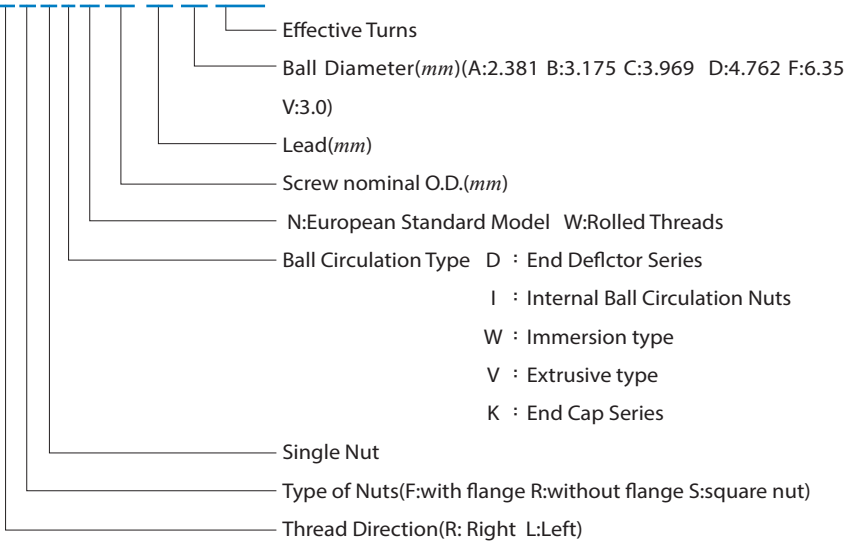 Effective Turns
Ball Diameter(mm)(A:2.381 B:3.175 C:3.969 D:4.762 F:6.35
V:3.0)
Lead(mm)
Screw nominal O.D.(mm)
N:European Standard Model W:Rolled Threads
Ball Circulation Type D : End Deflctor Series
I : Internal Ball Circulation Nuts
W : Immersion type
V : Extrusive type
K : End Cap Series
Single Nut
Type of Nuts(F:with flange R:without flange S:square nut)
Thread Direction(R: Right L:Left)